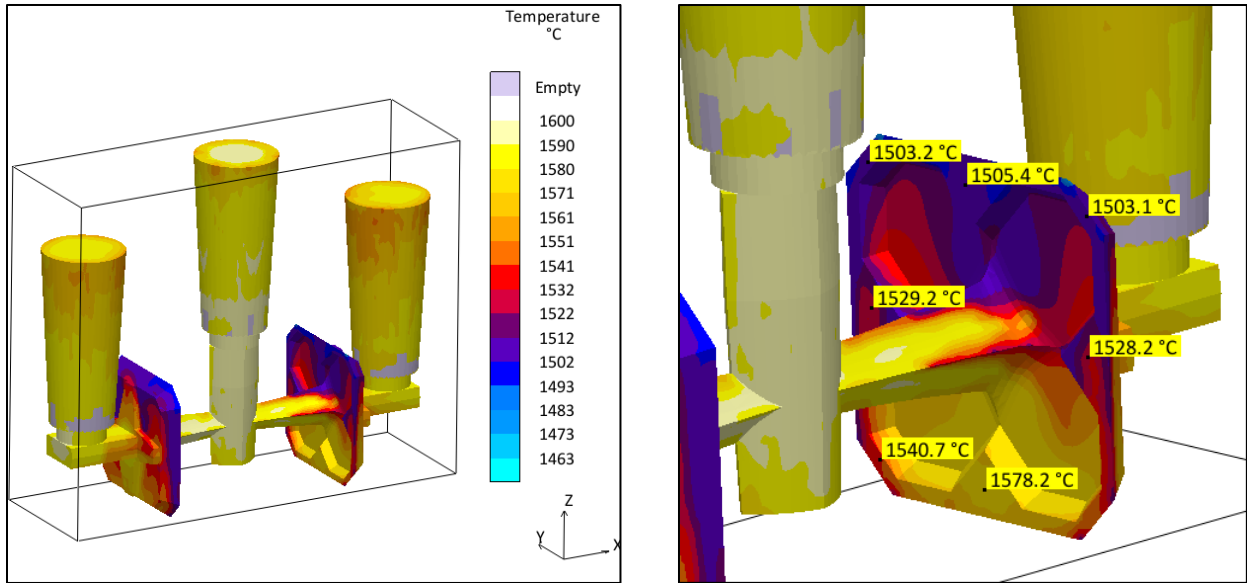 Temperature
°C
Empty
1600
1590
1580
1571
1561
1551
1541
1532
1522
1512
1502
1493
1483
1473
1463
Z
Y
X
1503.2 °C
1505.4 °C
1503.1 °C
1529.2 °C
1528.2 °C
1540.7 °C
1578.2 °C